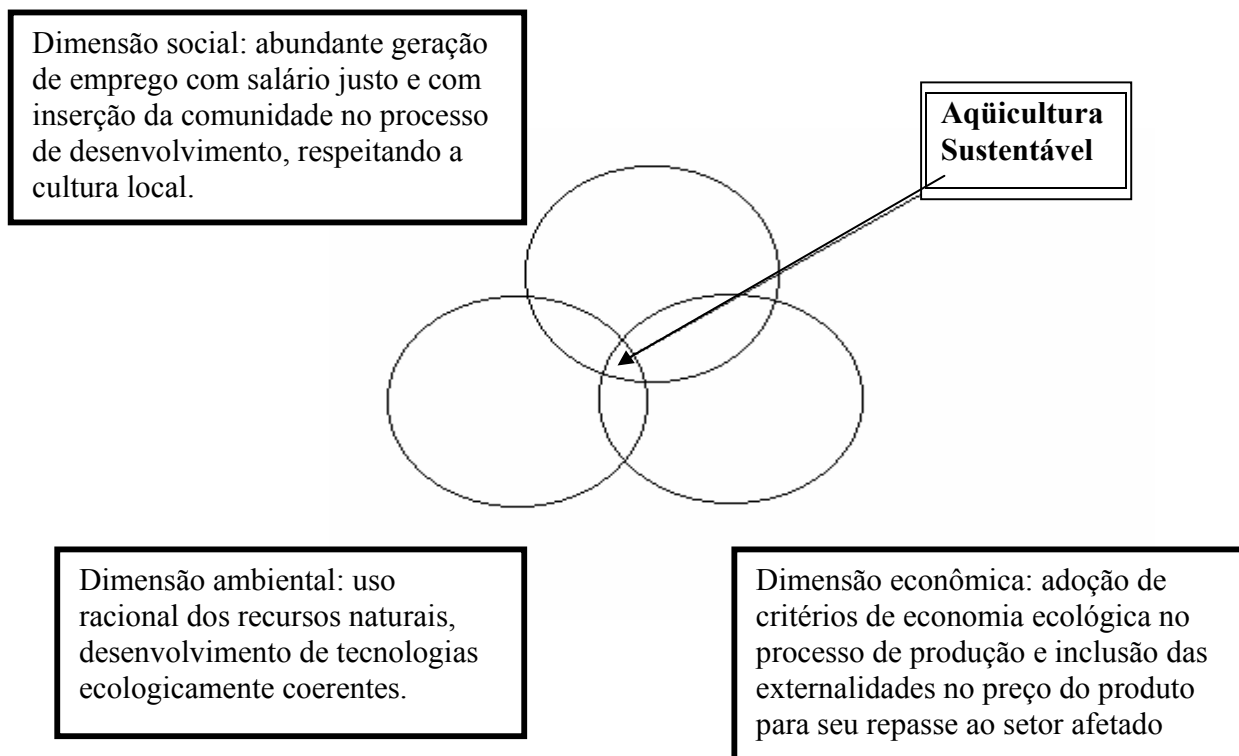 Dimensão social: abundante geração
de emprego com salário justo e com
inserção da comunidade no processo
de desenvolvimento, respeitando a
cultura local.
Aqüicultura
Sustentável
Dimensão ambiental: uso
racional dos recursos naturais,
desenvolvimento de tecnologias
ecologicamente coerentes.
Dimensão econômica: adoção de
critérios de economia ecológica no
processo de produção e inclusão das
externalidades no preço do produto
para seu repasse ao setor afetado